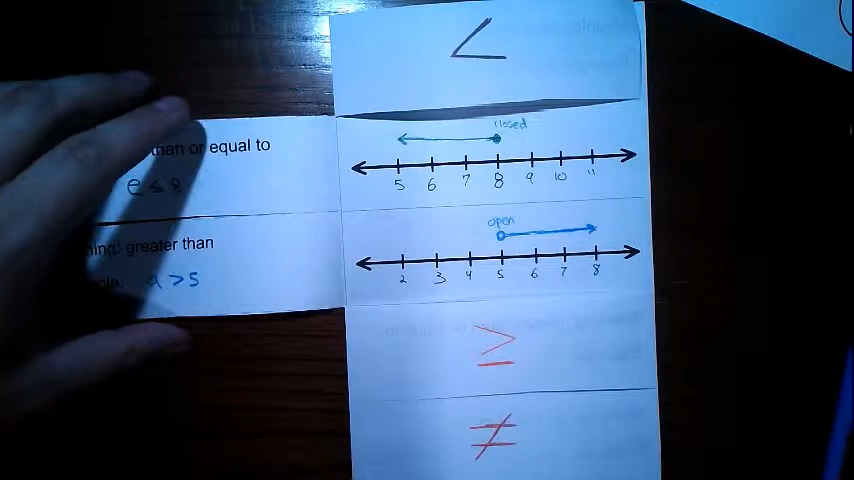 <
than or equal to
e ≤ 8
closed
5 6 7 8 9 10 11
greater than
a > 5
open
2 3 4 5 6 7 8
≥
≠